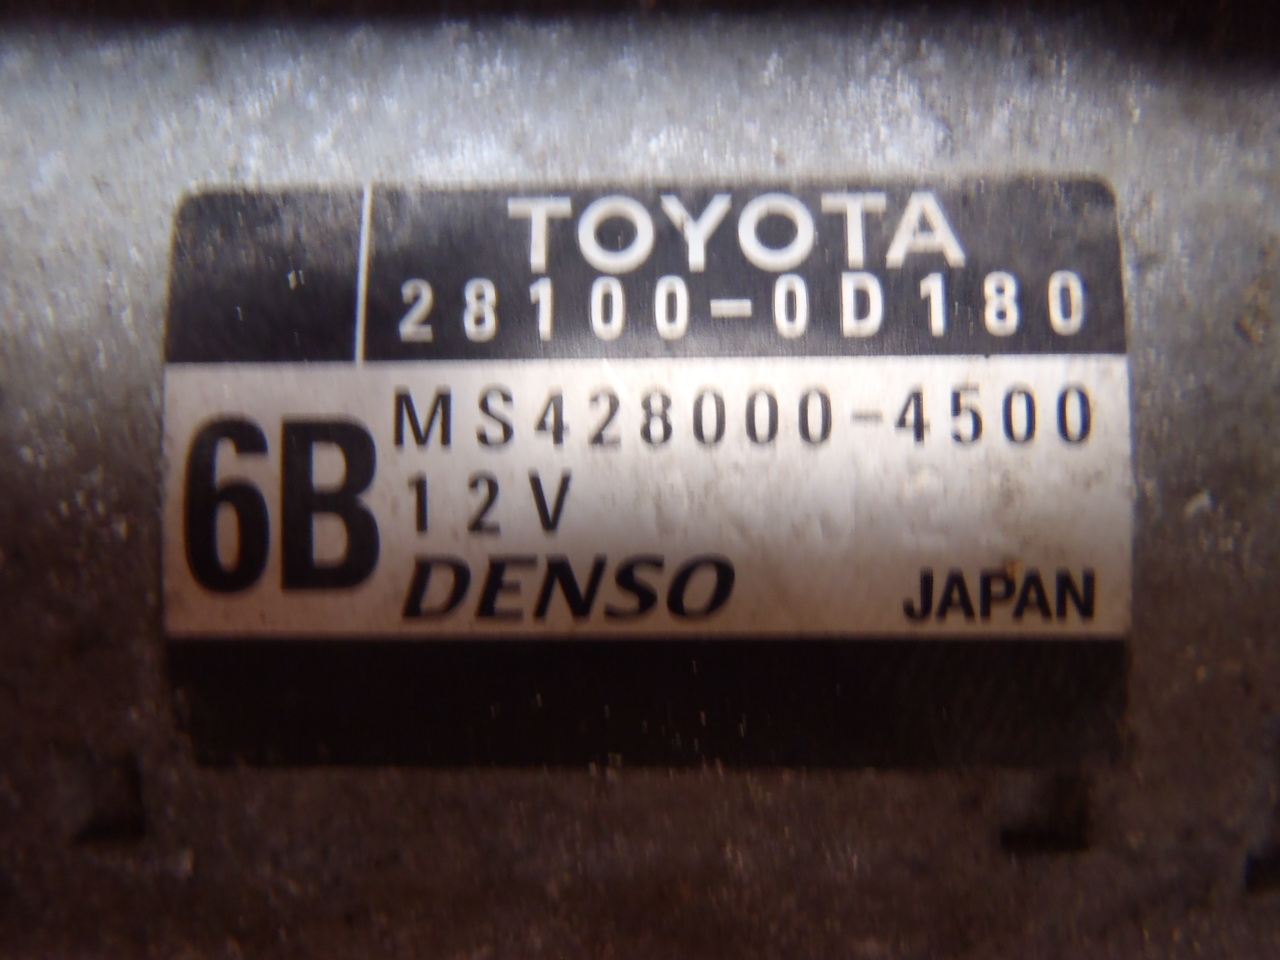 TOYOTA
28100-0D180
6B
MS428000-4500
12V
DENSO JAPAN